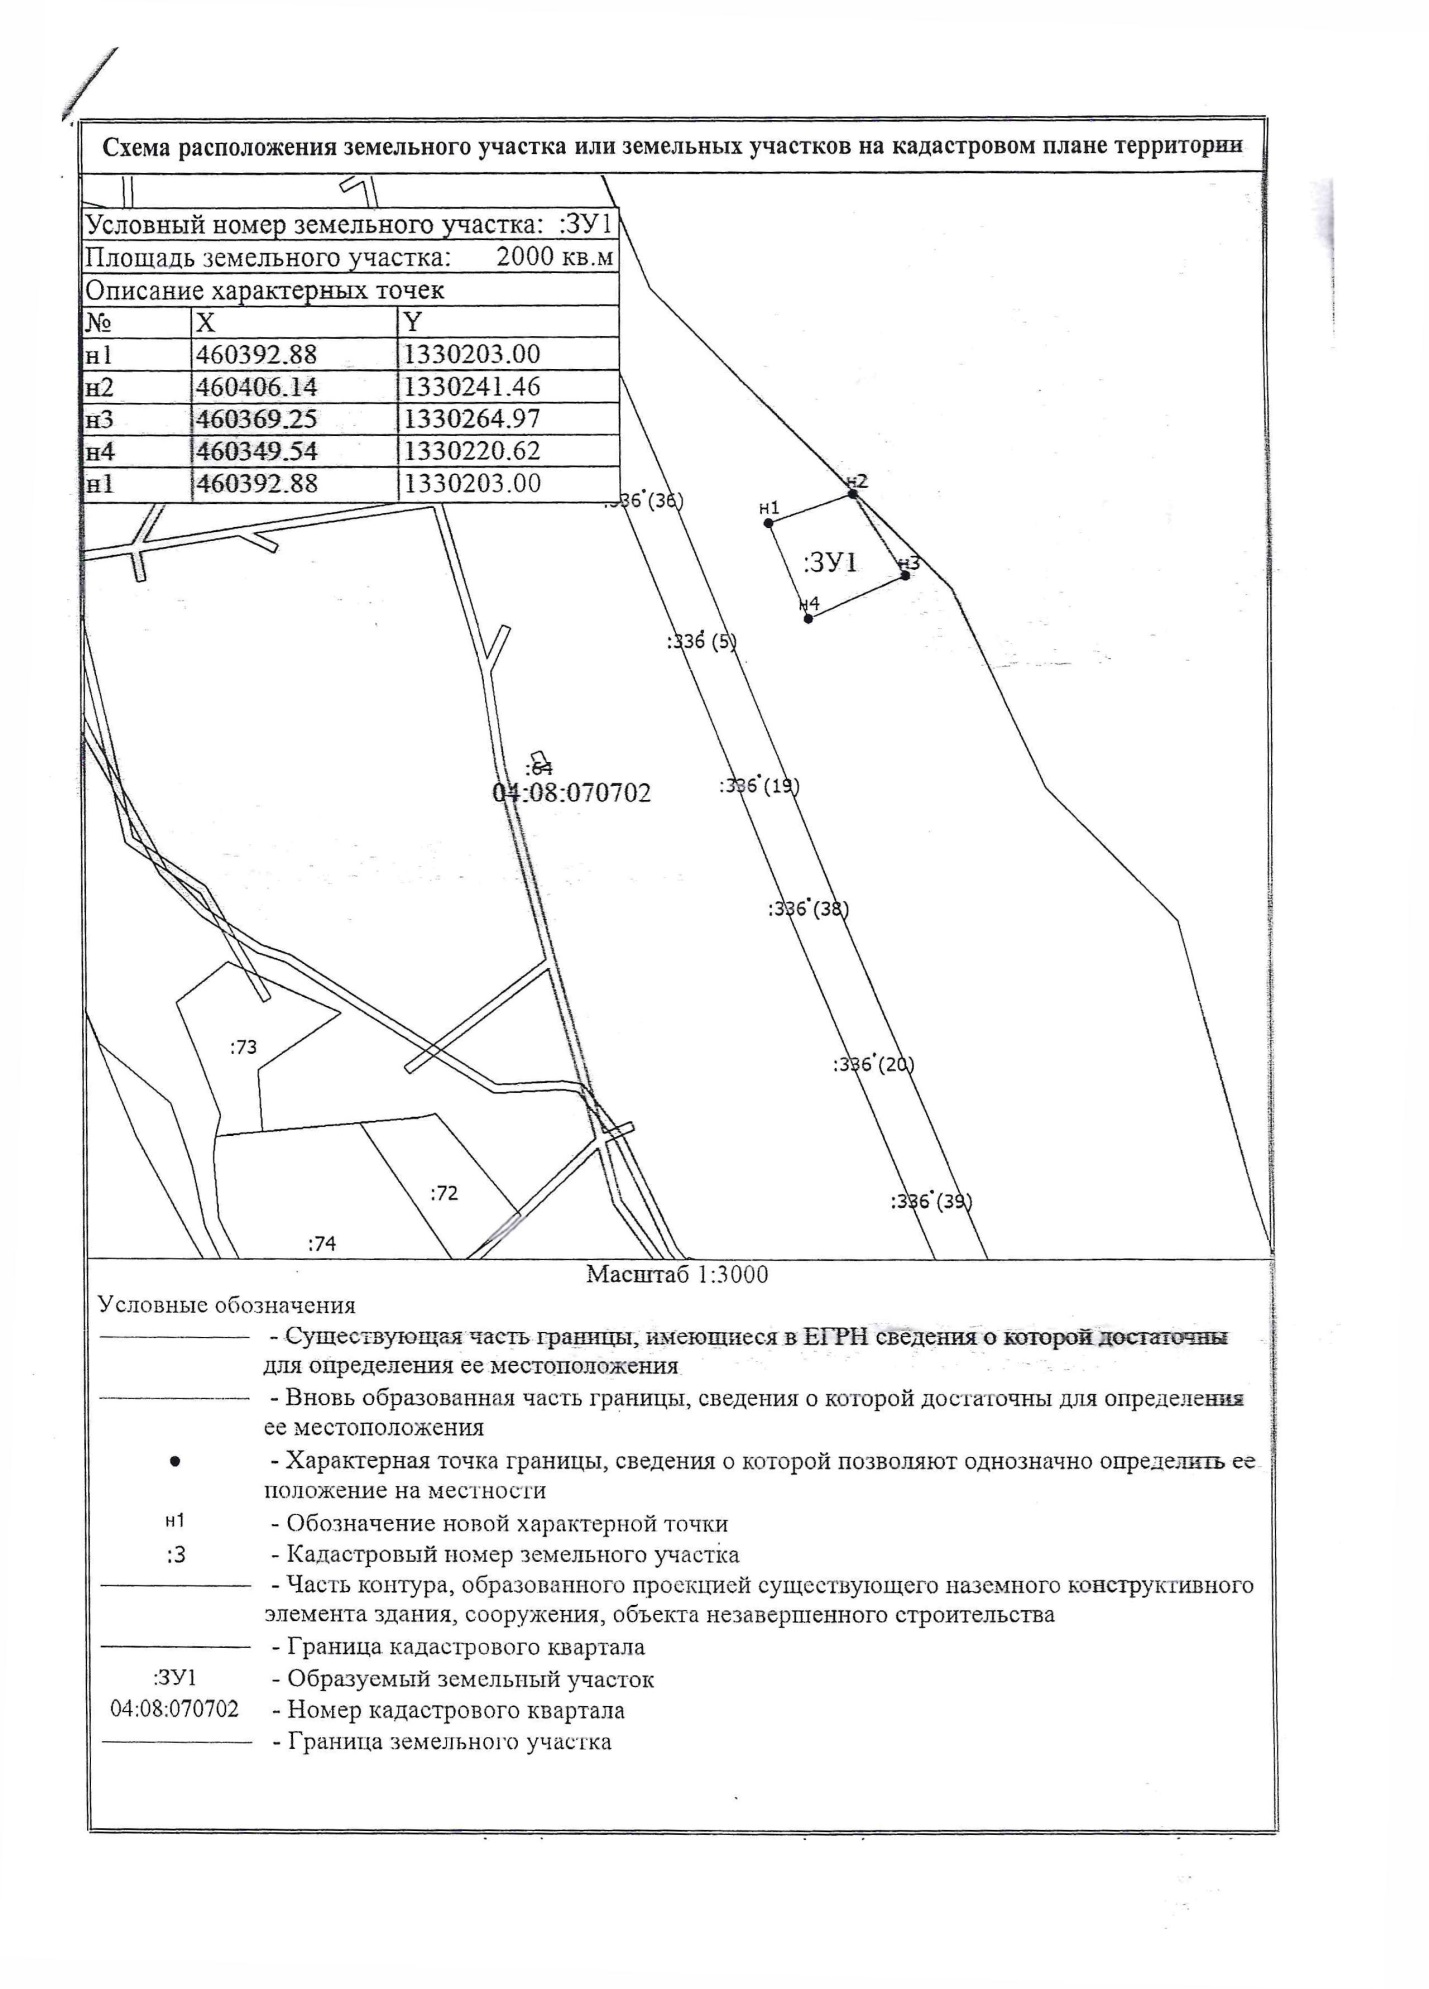 Схема расположения земельного участка или земельных участков на кадастровом плане территории
Условный номер земельного участка: :ЗУ1
Площадь земельного участка: 2000 кв.м
Описание характерных точек
№ X Y
н1 460392.88 1330203.00
н2 460406.14 1330241.46
н3 460369.25 1330264.97
н4 460349.54 1330220.62
н1 460392.88 1330203.00
:336 (36)
н2
н1
:ЗУ1
н3
н4
:336 (5)
:64
:336 (19)
04:08:070702
:336 (38)
:73
:336 (20)
:72
:336 (39)
:74
Масштаб 1:3000
Условные обозначения
- Существующая часть границы, имеющиеся в ЕГРН сведения о которой достаточны
для определения ее местоположения
- Вновь образованная часть границы, сведения о которой достаточны для определения
ее местоположения
- Характерная точка границы, сведения о которой позволяют однозначно определить ее
положение на местности
н1 - Обозначение новой характерной точки
:3 - Кадастровый номер земельного участка
- Часть контура, образованного проекцией существующего наземного конструктивного
элемента здания, сооружения, объекта незавершенного строительства
- Граница кадастрового квартала
:ЗУ1 - Образуемый земельный участок
04:08:070702 - Номер кадастрового квартала
- Граница земельного участка